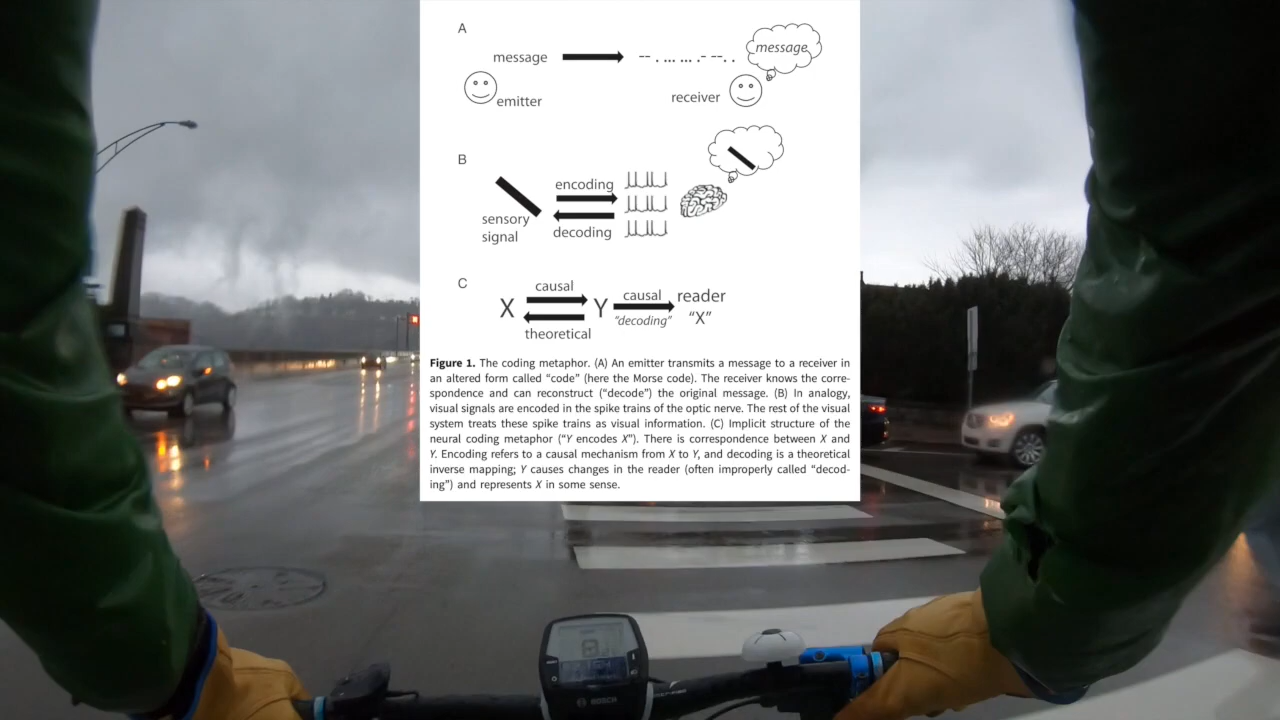 A
message -- . ... ... .- --. . message
emitter receiver
B
encoding
sensory
signal
decoding
C
causal
X Y causal reader
"decoding" "X"
theoretical
Figure 1. The coding metaphor. (A) An emitter transmits a message to a receiver in
an altered form called “code” (here the Morse code). The receiver knows the corre-
spondence and can reconstruct (“decode”) the original message. (B) In analogy,
visual signals are encoded in the spike trains of the optic nerve. The rest of the visual
system treats these spike trains as visual information. (C) Implicit structure of the
neural coding metaphor (“Y encodes X”). There is correspondence between X and
Y. Encoding refers to a causal mechanism from X to Y, and decoding is a theoretical
inverse mapping; Y causes changes in the reader (often improperly called “decod-
ing”) and represents X in some sense.
BOSCH